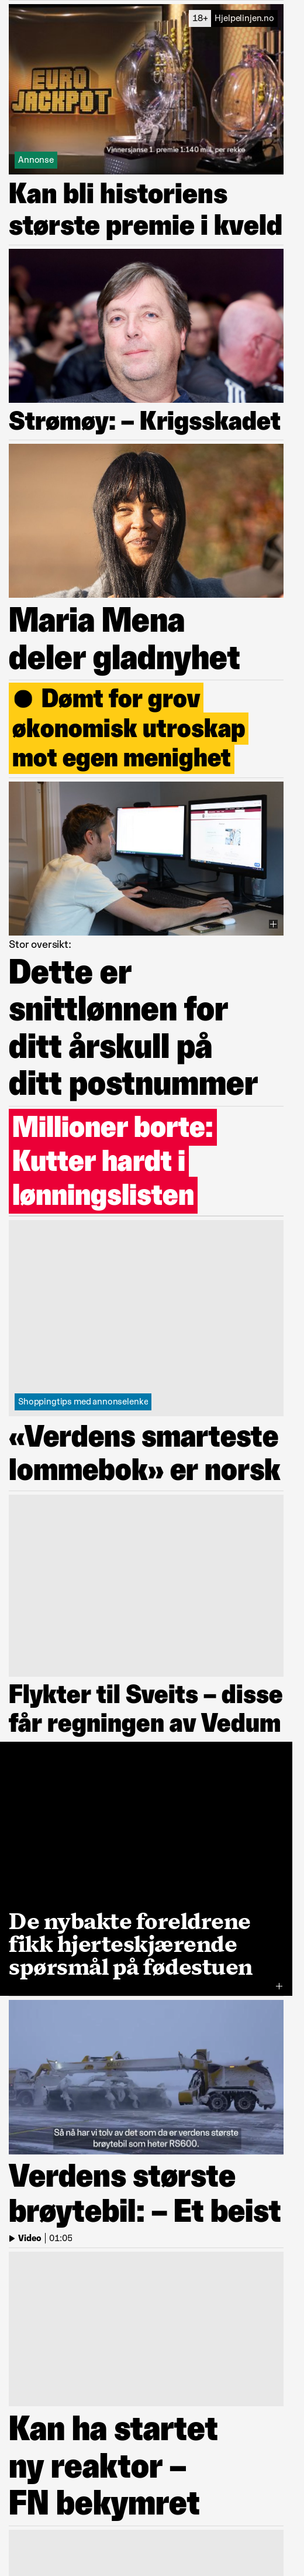 18+ Hjelpelinjen.no
EURO
JACKPOT
Vinnersjanse 1. premie 1:140 mill. per rekke
Annonse
Kan bli historiens
største premie i kveld
Strømøy: – Krigsskadet
Maria Mena
deler gladnyhet
Dømt for grov
økonomisk utroskap
mot egen menighet
Stor oversikt:
Dette er
snittlønnen for
ditt årskull på
ditt postnummer
Millioner borte:
Kutter hardt i
lønningslisten
Shoppingtips med annonselenke
«Verdens smarteste
lommebok» er norsk
Flykter til Sveits – disse
får regningen av Vedum
De nybakte foreldrene
fikk hjerteskjærende
spørsmål på fødestuen
Så nå har vi tolv av det som da er verdens største
brøytebil som heter RS600.
Verdens største
brøytebil: – Et beist
Video | 01:05
Kan ha startet
ny reaktor –
FN bekymret